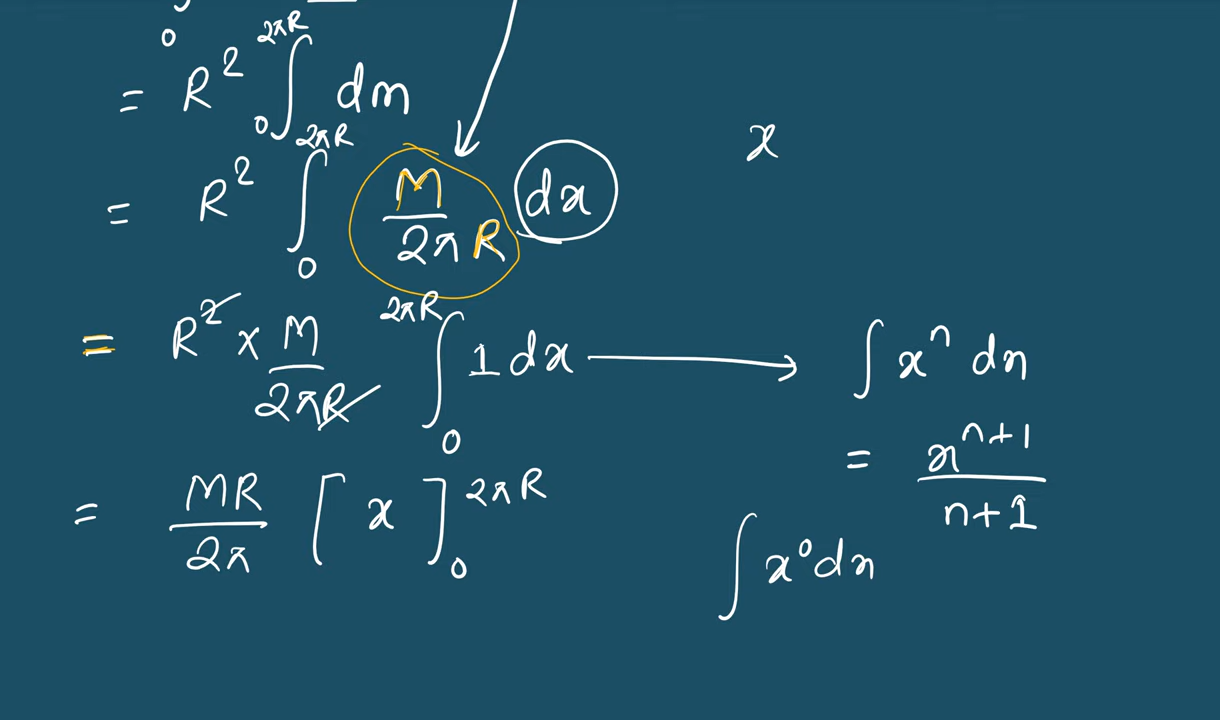 0
= R² ∫₀^{2πR} dm
= R² ∫₀^{2πR} M/2πR dx
x
= R² × M/2πR ∫₀^{2πR} 1 dx → ∫ xⁿ dx
= x^{n+1}/n+1
= MR/2π [x]₀^{2πR}
∫ x⁰ dx